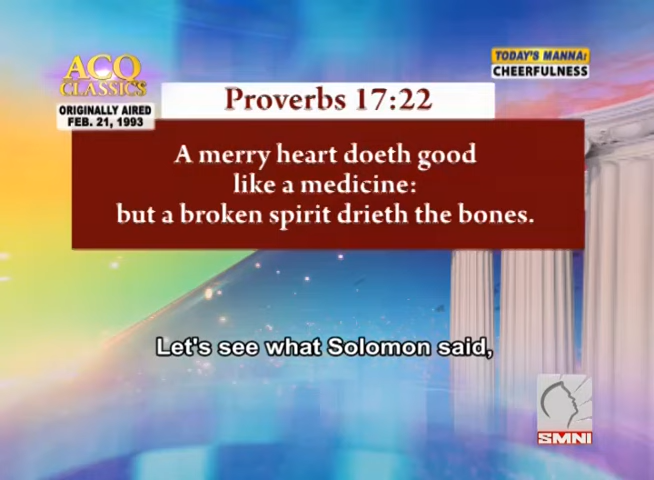 ACQ
CLASSICS
ORIGINALLY AIRED
FEB. 21, 1993
TODAY'S MANNA:
CHEERFULNESS
Proverbs 17:22
A merry heart doeth good
like a medicine:
but a broken spirit drieth the bones.
Let's see what Solomon said,
SMNI